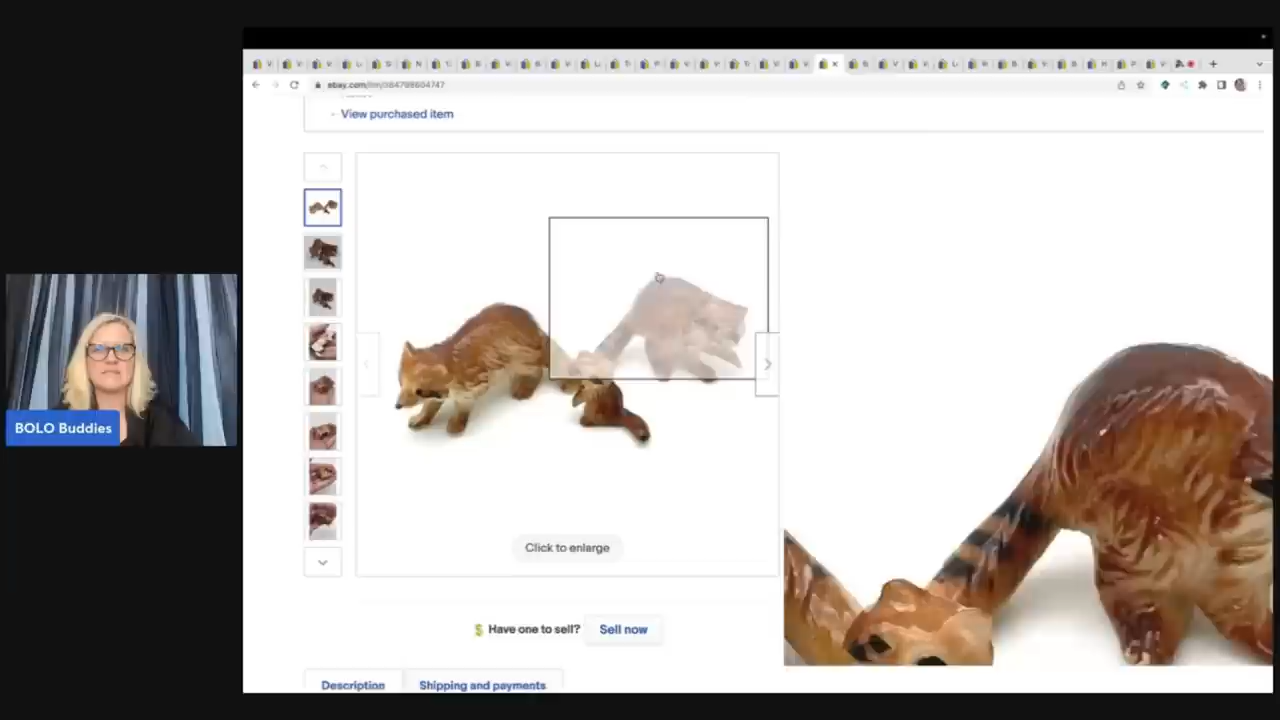 View purchased item
BOLO Buddies
Click to enlarge
Have one to sell? Sell now
Description
Shipping and payments